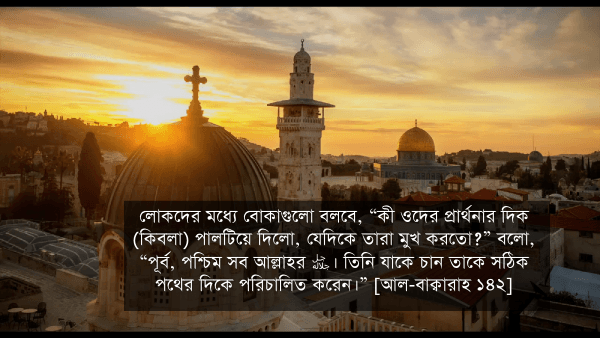 লোকদের মধ্যে বোকাগুলো বলবে, “কী ওদের প্রার্থনার দিক
(কিবলা) পালটিয়ে দিলো, যেদিকে তারা মুখ করতো?” বলো,
“পূর্ব, পশ্চিম সব আল্লাহর ﷻ। তিনি যাকে চান তাকে সঠিক
পথের দিকে পরিচালিত করেন।” [আল-বাকারাহ ১৪২]